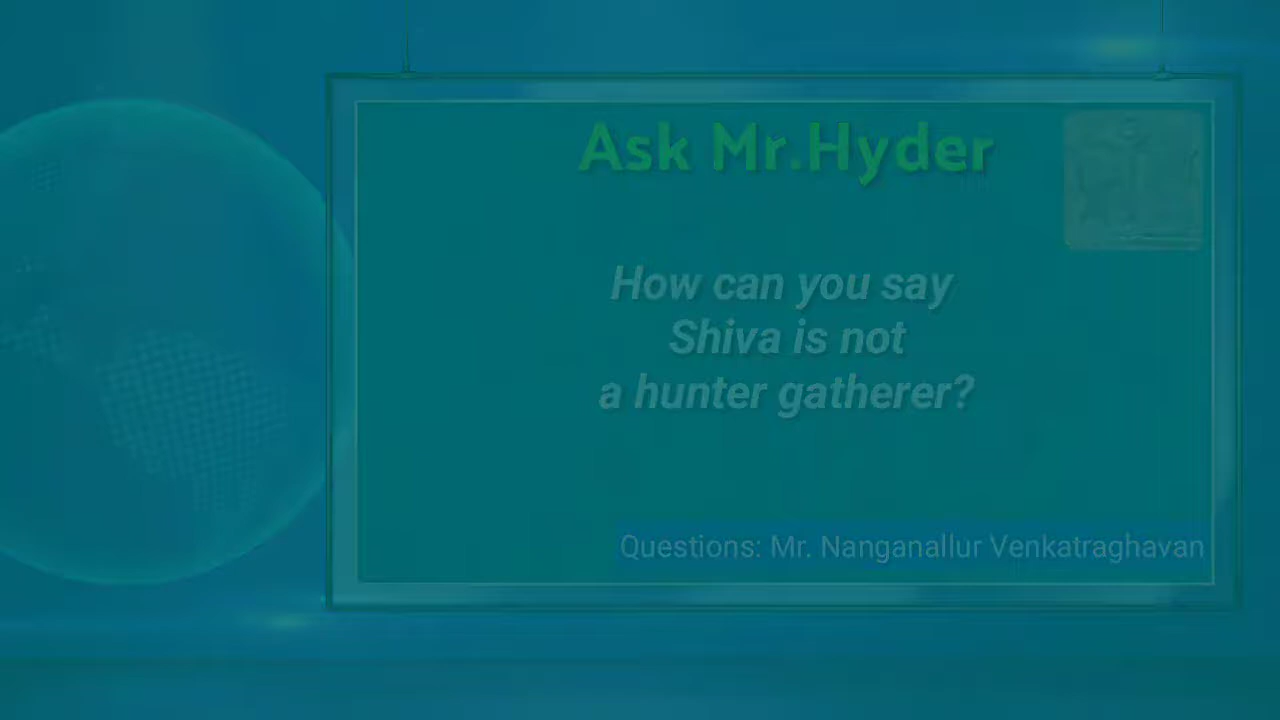 Ask Mr.Hyder
How can you say
Shiva is not
a hunter gatherer?
Questions: Mr. Nanganallur Venkatraghavan